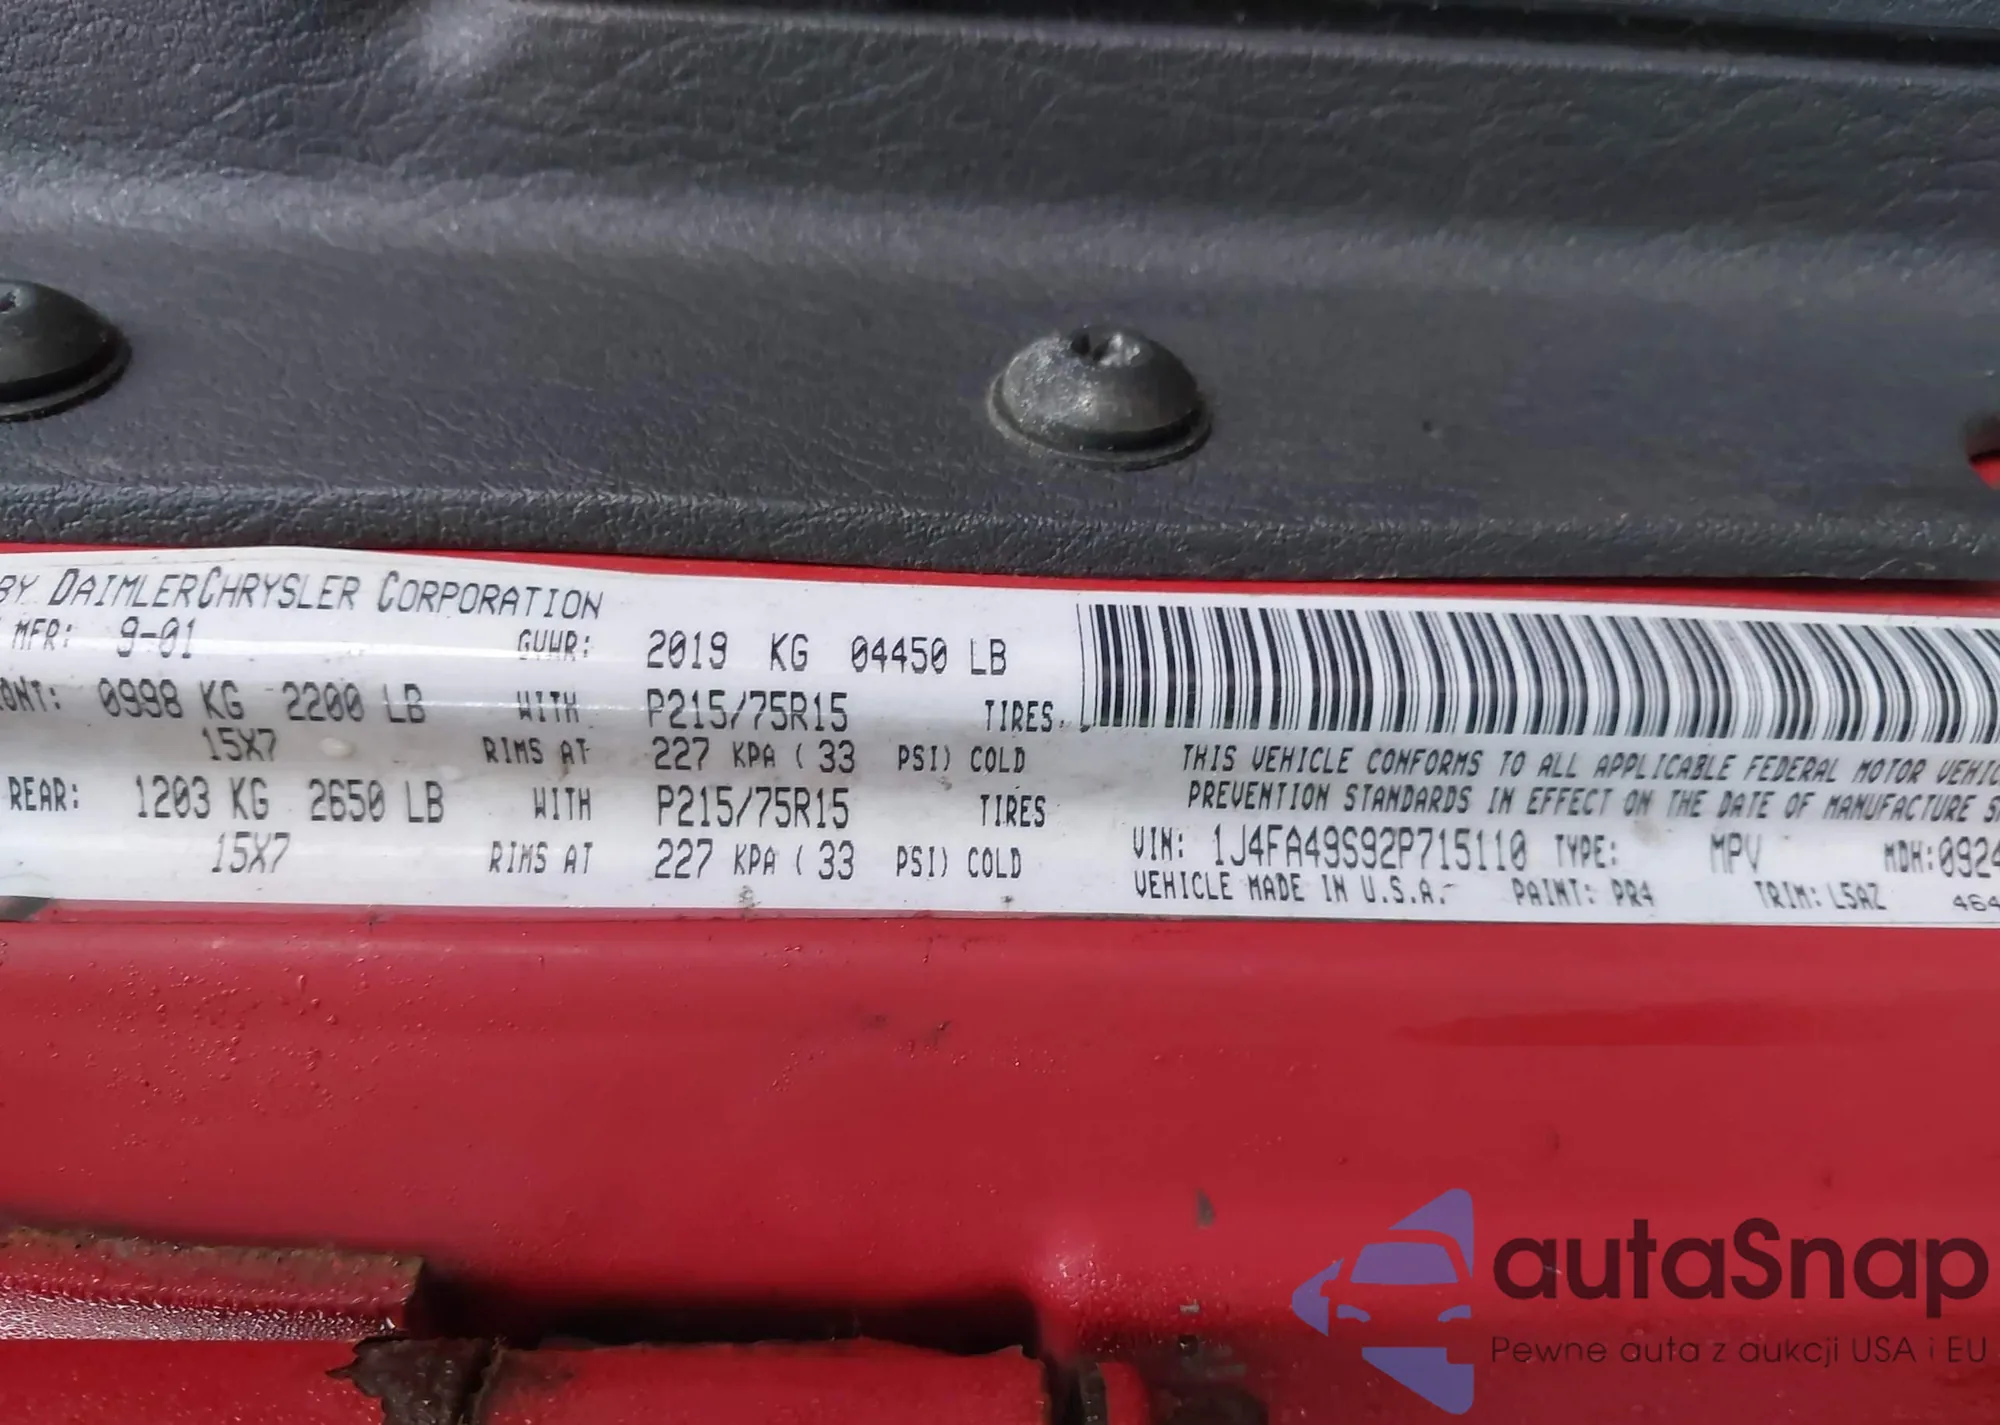 BY DAIMLERCHRYSLER CORPORATION
MFR: 9-01 GVWR: 2019 KG 04450 LB
ONT: 0998 KG 2200 LB WITH P215/75R15 TIRES.
15X7 RIMS AT 227 KPA ( 33 PSI) COLD
THIS VEHICLE CONFORMS TO ALL APPLICABLE FEDERAL MOTOR VEHIC
REAR: 1203 KG 2650 LB WITH P215/75R15 TIRES
PREVENTION STANDARDS IN EFFECT ON THE DATE OF MANUFACTURE S
15X7 RIMS AT 227 KPA ( 33 PSI) COLD
VIN: 1J4FA49S92P715110 TYPE: MPV MDH:0924
VEHICLE MADE IN U.S.A. PAINT: PR4 TRIM: L5AZ 464
autaSnap
Pewne auta z aukcji USA i EU